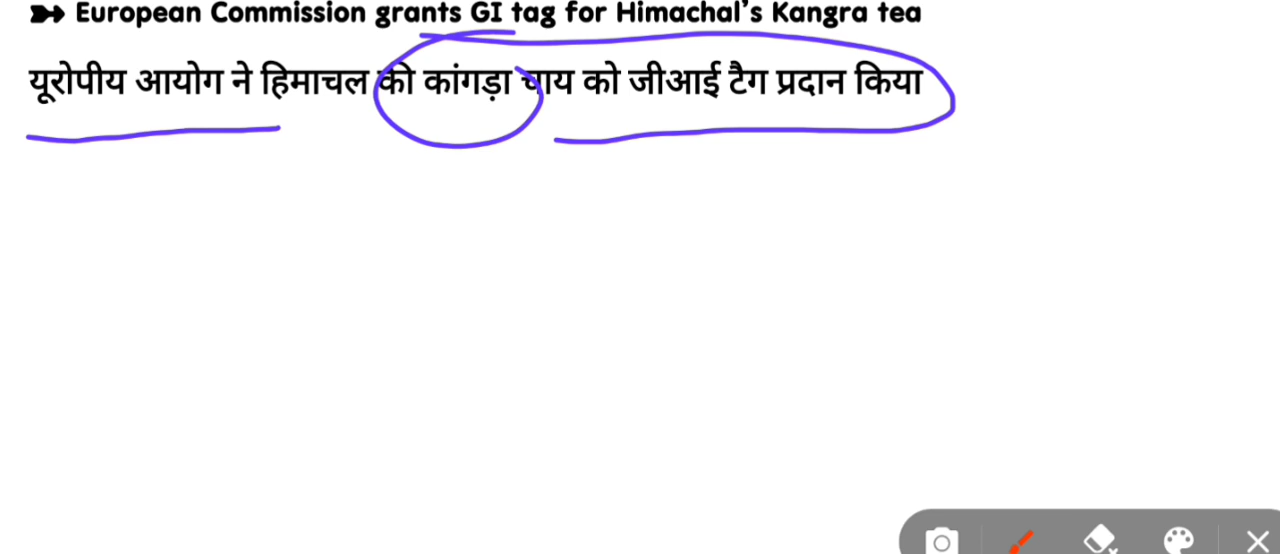 European Commission grants GI tag for Himachal's Kangra tea
यूरोपीय आयोग ने हिमाचल की कांगड़ा चाय को जीआई टैग प्रदान किया